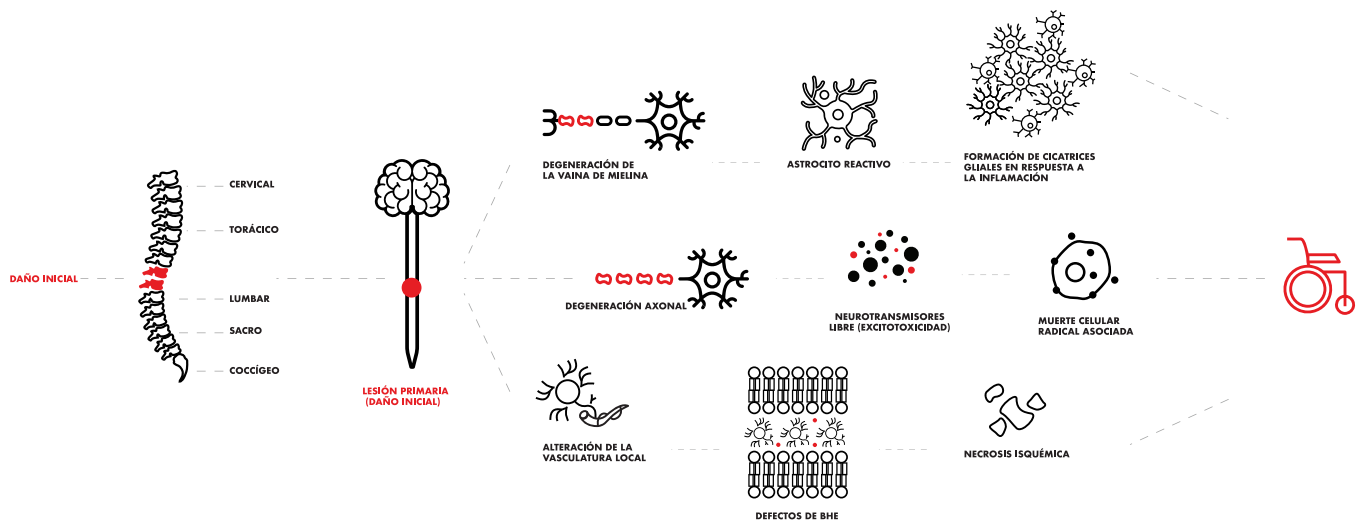 DAÑO INICIAL
CERVICAL
TORÁCICO
LUMBAR
SACRO
COCCÍGEO
LESIÓN PRIMARIA
(DAÑO INICIAL)
DEGENERACIÓN DE
LA VAINA DE MIELINA
ASTROCITO REACTIVO
FORMACIÓN DE CICATRICES
GLIALES EN RESPUESTA A
LA INFLAMACIÓN
DEGENERACIÓN AXONAL
NEUROTRANSMISORES
LIBRE (EXCITOTOXICIDAD)
MUERTE CELULAR
RADICAL ASOCIADA
ALTERACIÓN DE LA
VASCULATURA LOCAL
DEFECTOS DE BHE
NECROSIS ISQUÉMICA